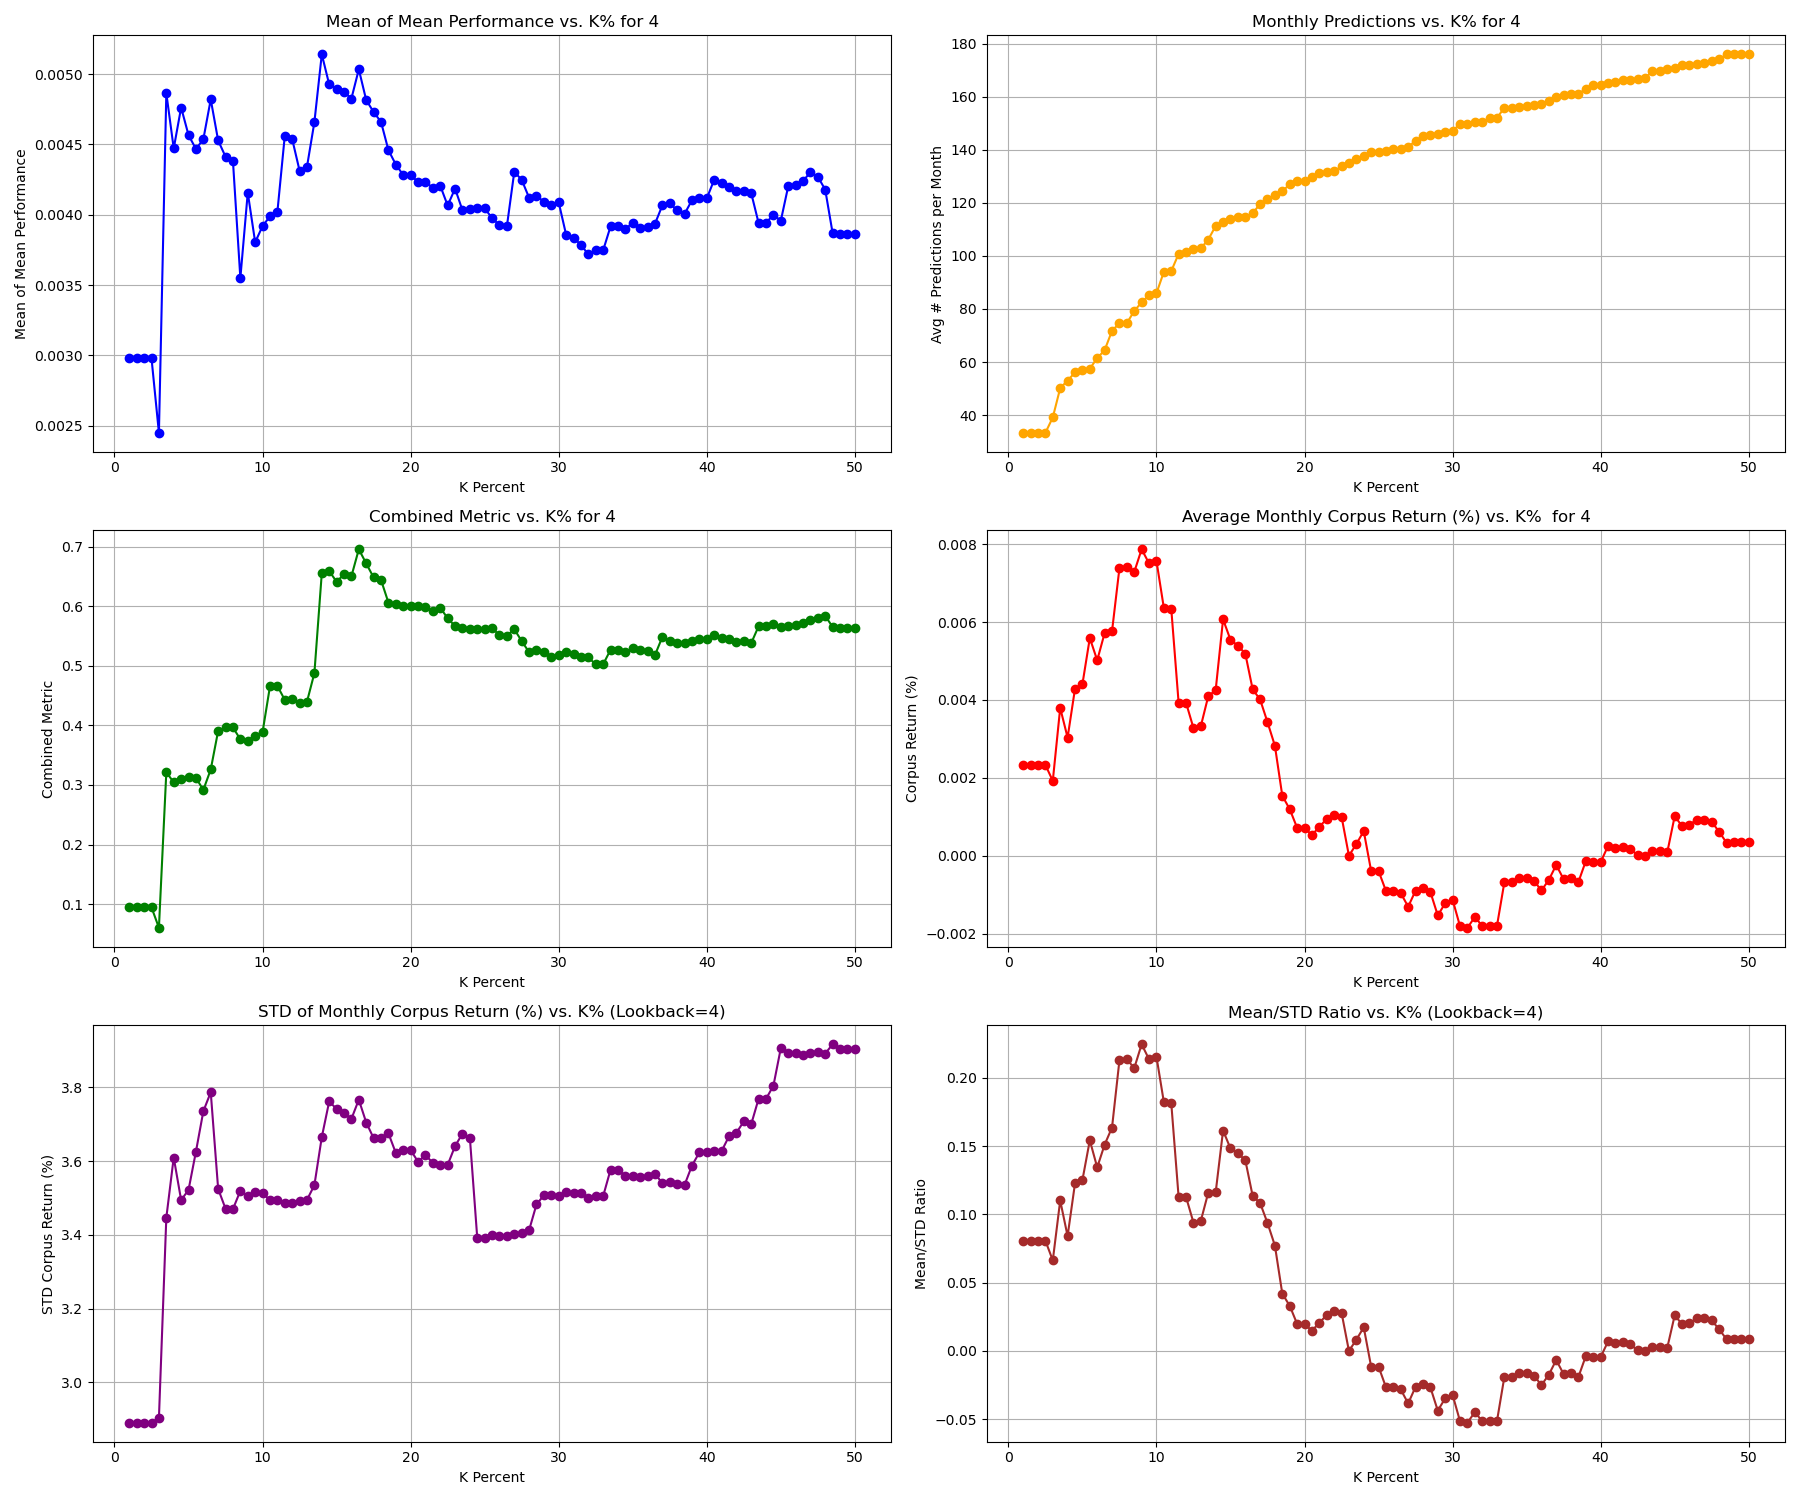 Mean of Mean Performance vs. K% for 4
Mean of Mean Performance
0.0050
0.0045
0.0040
0.0035
0.0030
0.0025
0 10 20 30 40 50
K Percent
Monthly Predictions vs. K% for 4
Avg # Predictions per Month
180
160
140
120
100
80
60
40
0 10 20 30 40 50
K Percent
Combined Metric vs. K% for 4
Combined Metric
0.7
0.6
0.5
0.4
0.3
0.2
0.1
0 10 20 30 40 50
K Percent
Average Monthly Corpus Return (%) vs. K%  for 4
Corpus Return (%)
0.008
0.006
0.004
0.002
0.000
−0.002
0 10 20 30 40 50
K Percent
STD of Monthly Corpus Return (%) vs. K% (Lookback=4)
STD Corpus Return (%)
3.8
3.6
3.4
3.2
3.0
0 10 20 30 40 50
K Percent
Mean/STD Ratio vs. K% (Lookback=4)
Mean/STD Ratio
0.20
0.15
0.10
0.05
0.00
−0.05
0 10 20 30 40 50
K Percent